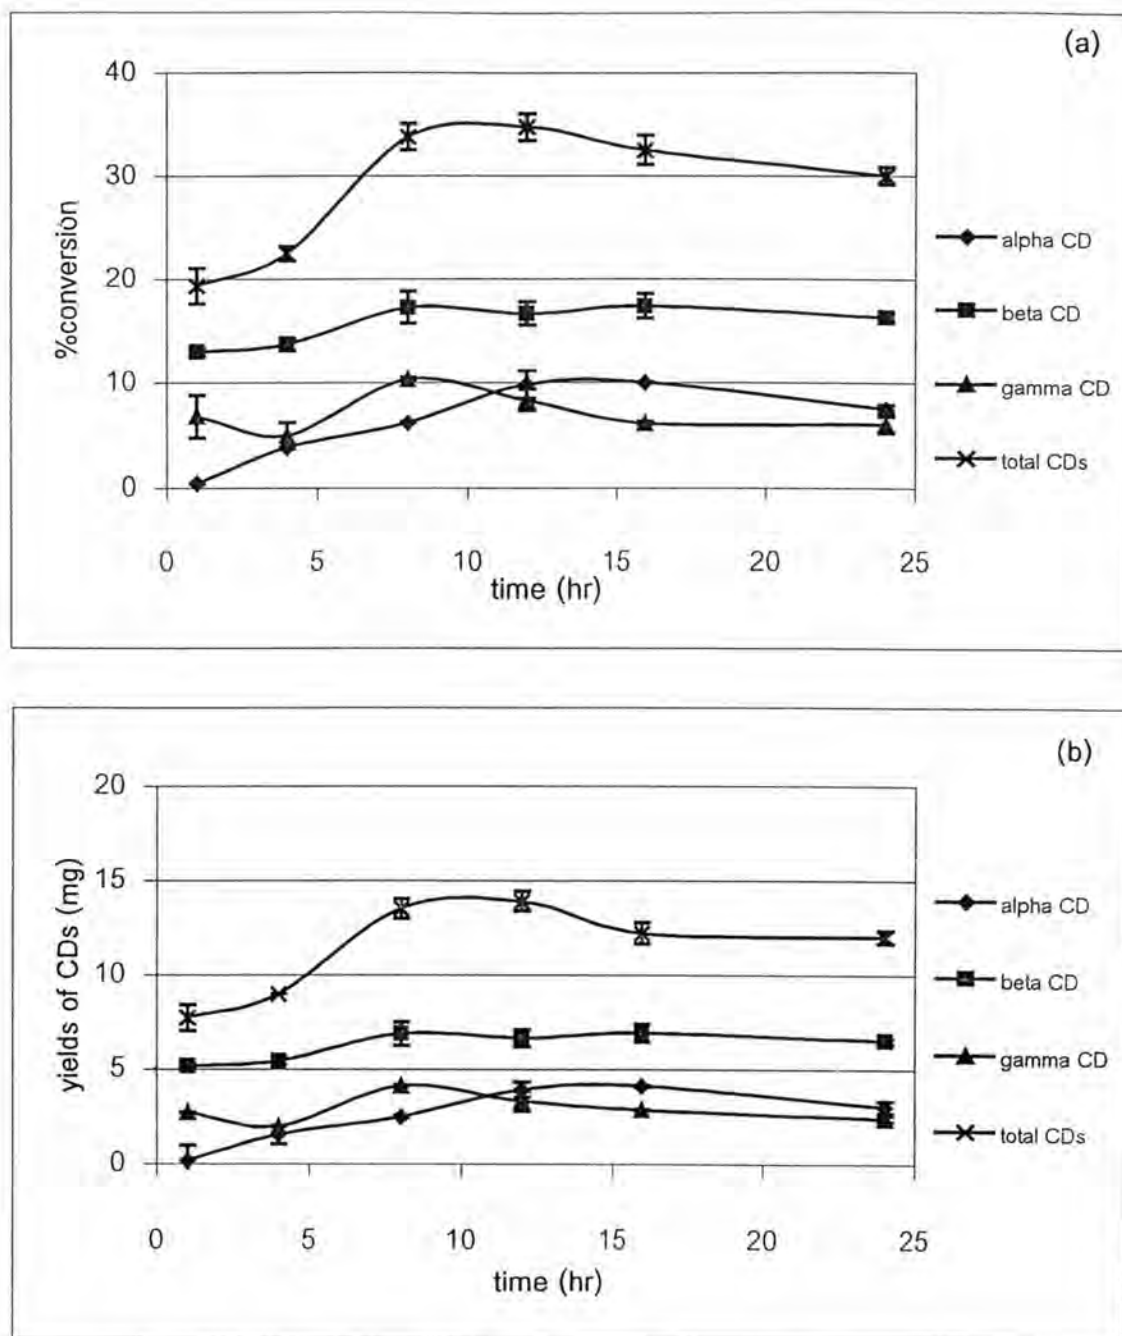 (a)
40
30
20
10
0
%conversion
0 5 10 15 20 25
time (hr)
alpha CD
beta CD
gamma CD
total CDs
(b)
20
15
10
5
0
yields of CDs (mg)
0 5 10 15 20 25
time (hr)
alpha CD
beta CD
gamma CD
total CDs